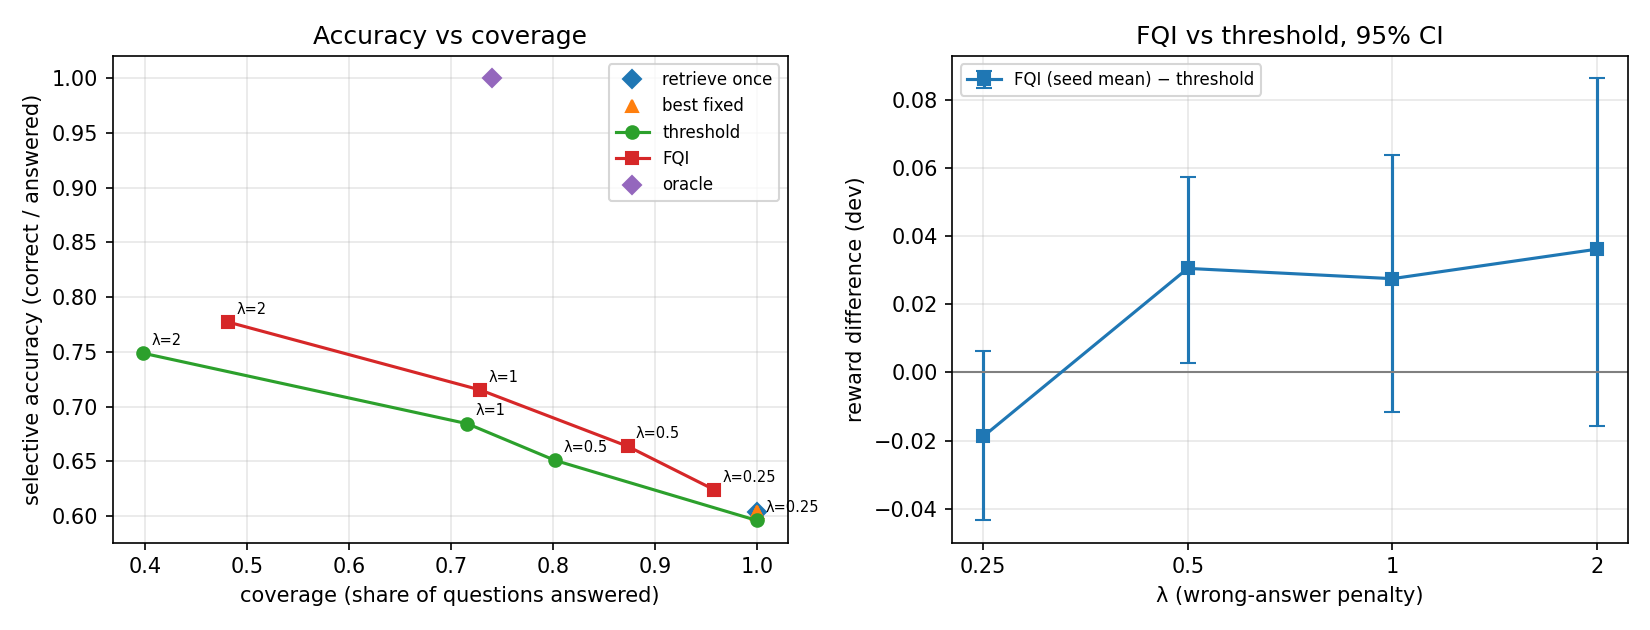 Accuracy vs coverage
selective accuracy (correct / answered)
1.00
0.95
0.90
0.85
0.80
0.75
0.70
0.65
0.60
retrieve once
best fixed
threshold
FQI
oracle
λ=2
λ=2
λ=1
λ=1
λ=0.5
λ=0.5
λ=0.25
λ=0.25
0.4 0.5 0.6 0.7 0.8 0.9 1.0
coverage (share of questions answered)
FQI vs threshold, 95% CI
FQI (seed mean) − threshold
reward difference (dev)
0.08
0.06
0.04
0.02
0.00
−0.02
−0.04
0.25 0.5 1 2
λ (wrong-answer penalty)